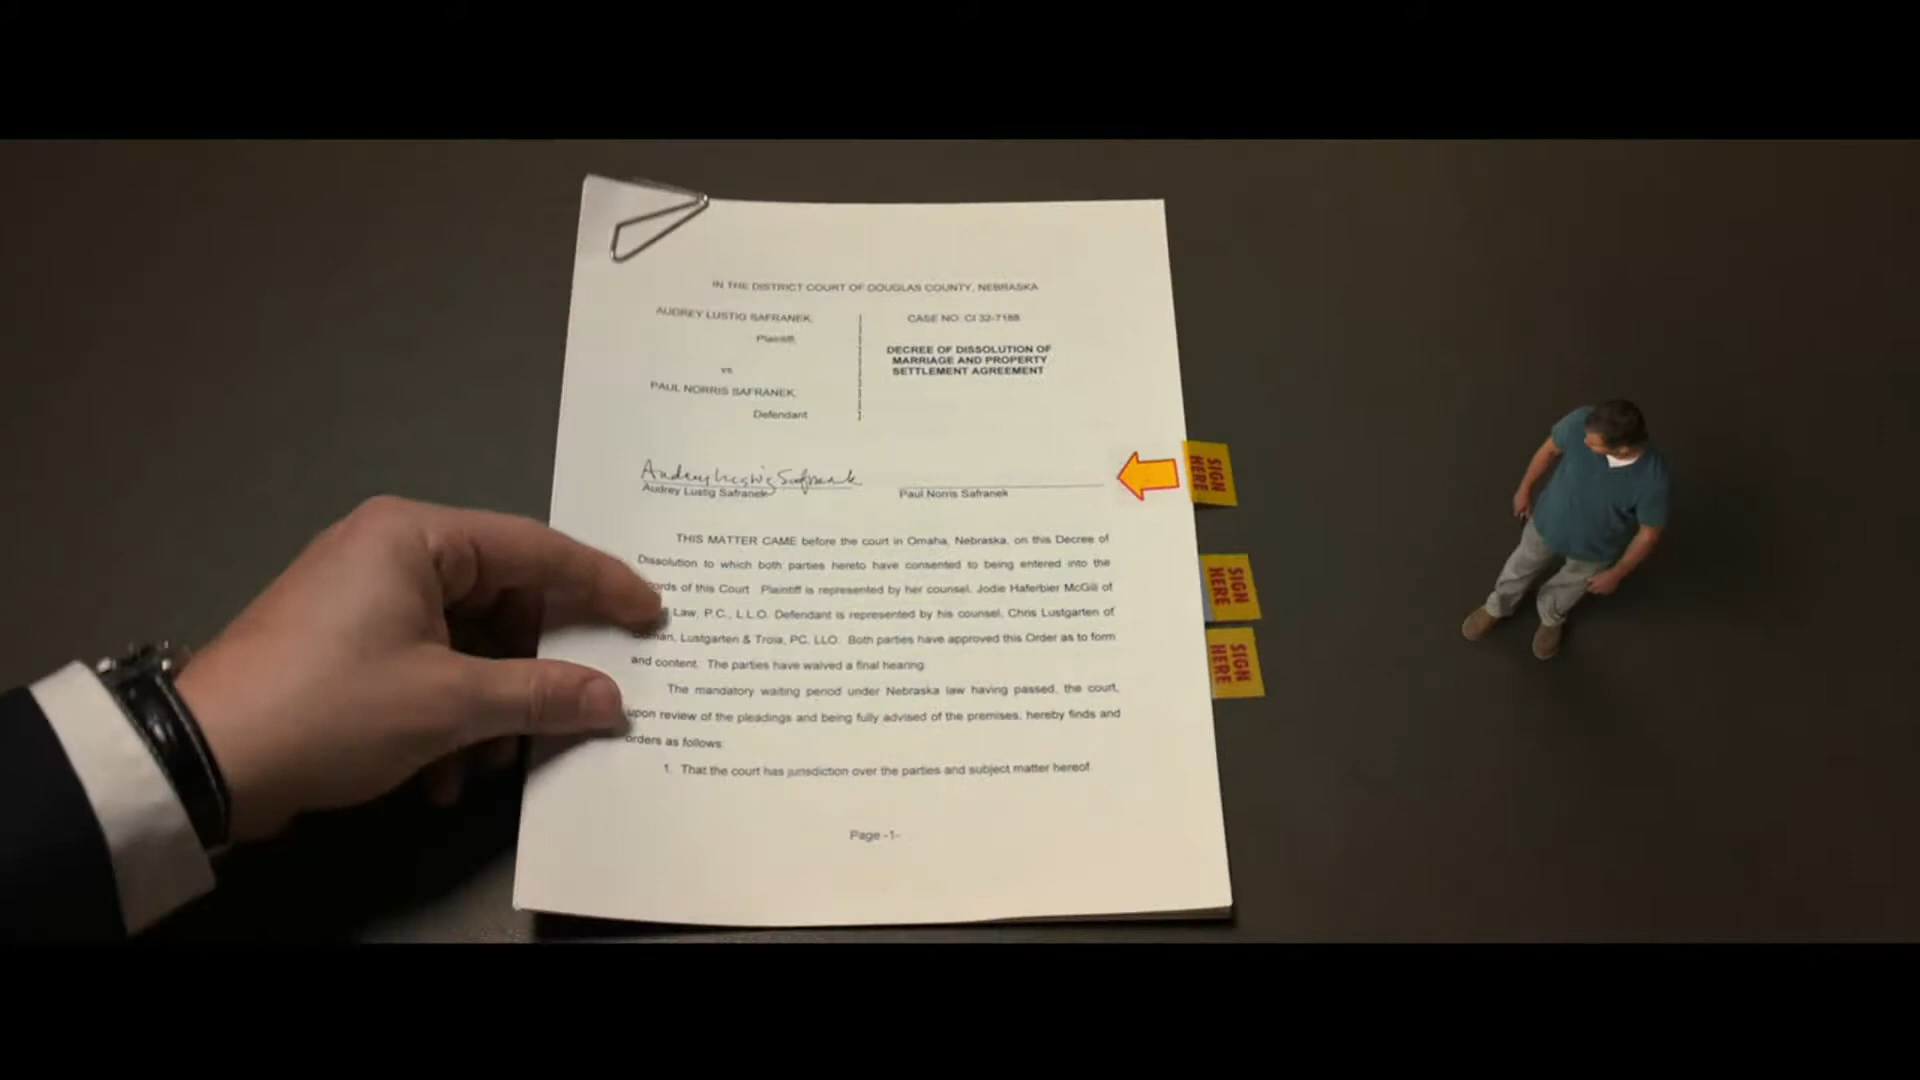 IN THE DISTRICT COURT OF DOUGLAS COUNTY, NEBRASKA
AUDREY LUSTIG SAFRANEK,
Plaintiff,
vs
PAUL NORRIS SAFRANEK,
Defendant
CASE NO. CI 32-7188
DECREE OF DISSOLUTION OF
MARRIAGE AND PROPERTY
SETTLEMENT AGREEMENT
Audrey Lustig Safranek
Audrey Lustig Safranek
Paul Norris Safranek
SIGN
HERE
SIGN
HERE
SIGN
HERE
THIS MATTER CAME before the court in Omaha, Nebraska, on this Decree of
Dissolution to which both parties hereto have consented to being entered into the
of this Court. Plaintiff is represented by her counsel, Jodie Haferbier McGill of
Law, P.C., L.L.O. Defendant is represented by his counsel, Chris Lustgarten of
Lustgarten & Troia, PC, LLO. Both parties have approved this Order as to form
and content. The parties have waived a final hearing.
The mandatory waiting period under Nebraska law having passed, the court,
upon review of the pleadings and being fully advised of the premises, hereby finds and
orders as follows:
1. That the court has jurisdiction over the parties and subject matter hereof.
Page -1-